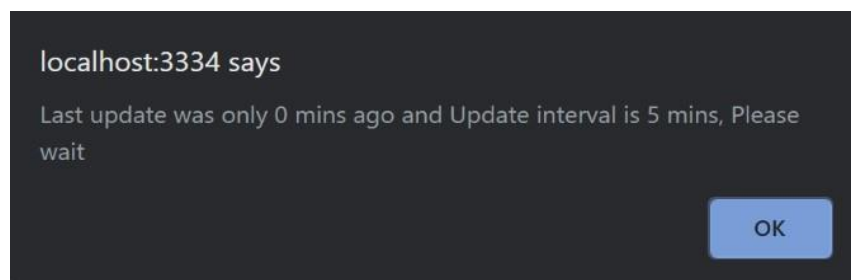 localhost:3334 says
Last update was only 0 mins ago and Update interval is 5 mins, Please
wait
OK